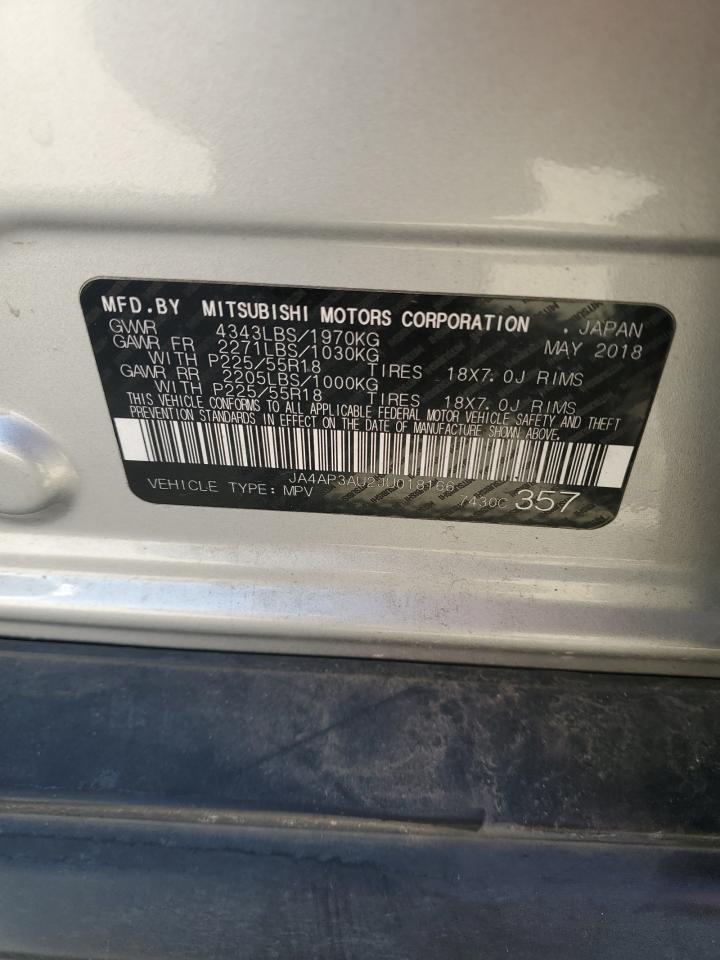 MFD.BY MITSUBISHI MOTORS CORPORATION . JAPAN
GVWR 4343LBS/1970KG MAY 2018
GAWR FR 2271LBS/1030KG
WITH P225/55R18 TIRES 18X7.0J RIMS
GAWR RR 2205LBS/1000KG
WITH P225/55R18 TIRES 18X7.0J RIMS
THIS VEHICLE CONFORMS TO ALL APPLICABLE FEDERAL MOTOR VEHICLE SAFETY AND THEFT
PREVENTION STANDARDS IN EFFECT ON THE DATE OF MANUFACTURE SHOWN ABOVE.
JA4AP3AU2JU018166
VEHICLE TYPE: MPV 7430C 357